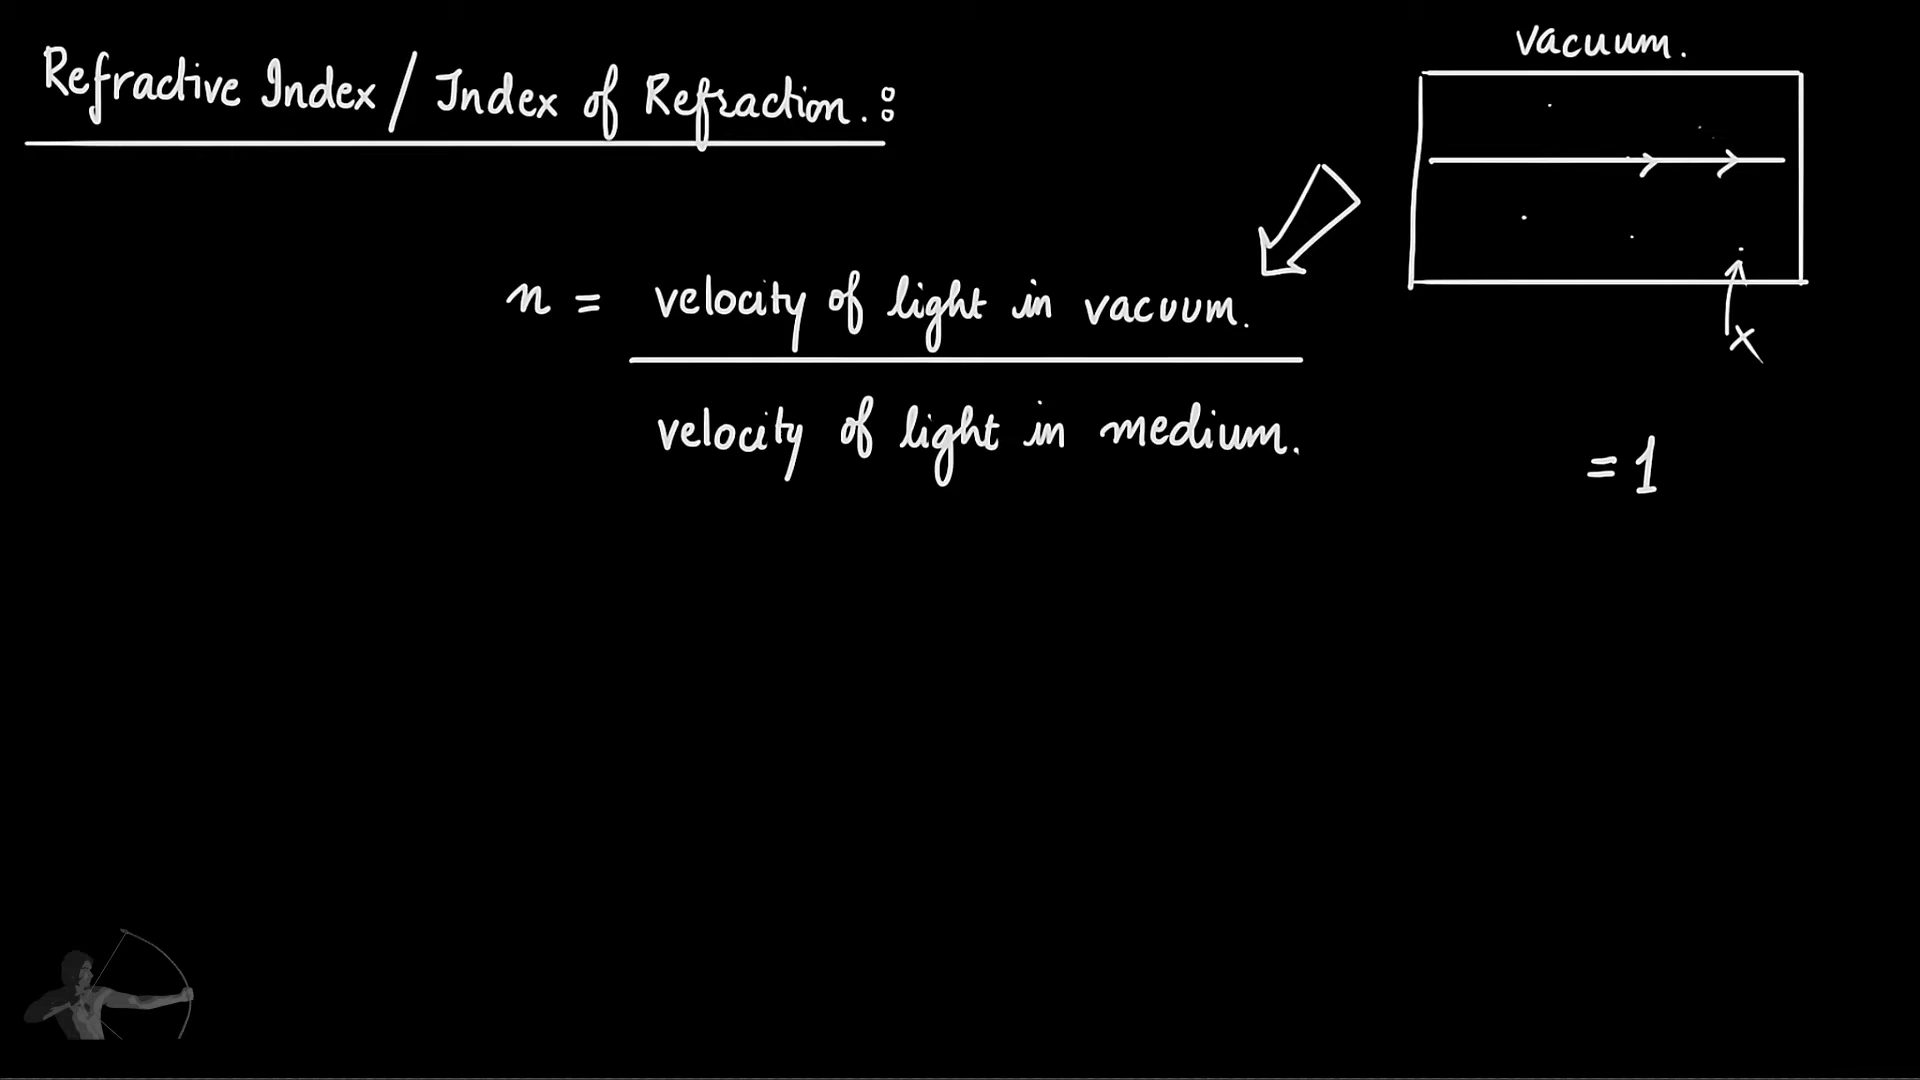 Refractive Index / Index of Refraction. :
vacuum.
n = velocity of light in vacuum.
velocity of light in medium.
x
= 1